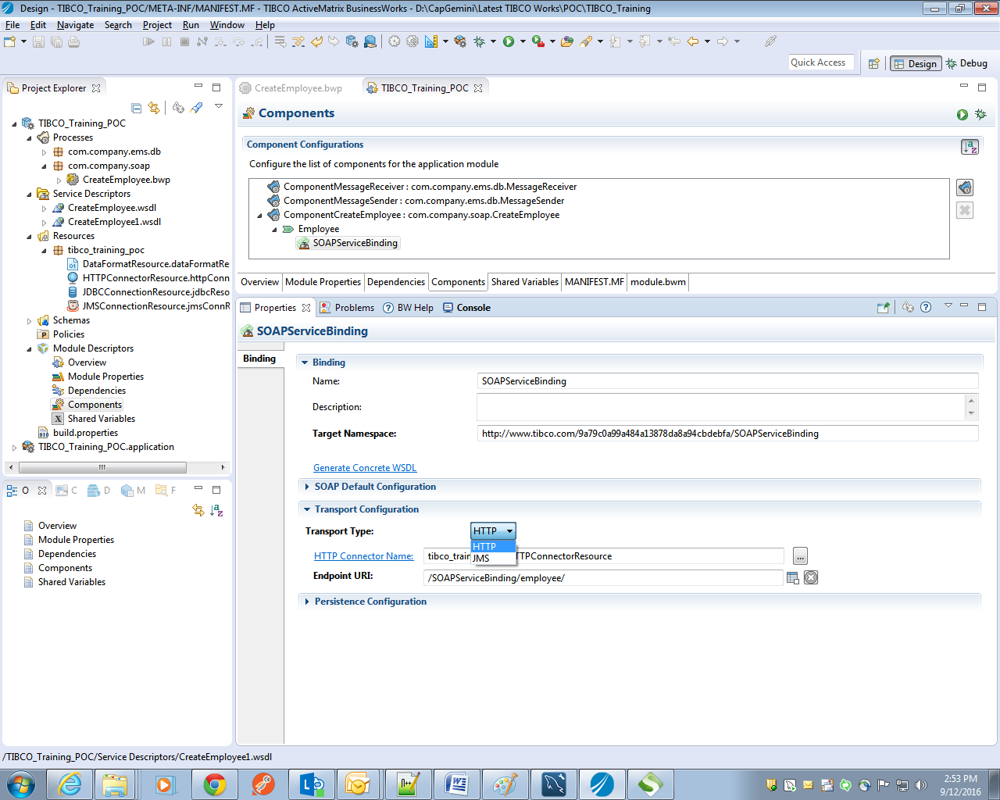 Design - TIBCO_Training_POC/META-INF/MANIFEST.MF - TIBCO ActiveMatrix BusinessWorks - D:\CapGemini\Latest TIBCO Works\POC\TIBCO_Training
File Edit Navigate Search Project Run Window Help
Quick Access
Design
Debug
Project Explorer
TIBCO_Training_POC
Processes
com.company.ems.db
com.company.soap
CreateEmployee.bwp
Service Descriptors
CreateEmployee.wsdl
CreateEmployee1.wsdl
Resources
tibco_training_poc
DataFormatResource.dataFormatRe
HTTPConnectorResource.httpConn
JDBCConnectionResource.jdbcReso
JMSConnectionResource.jmsConnR
Schemas
Policies
Module Descriptors
Overview
Module Properties
Dependencies
Components
Shared Variables
build.properties
TIBCO_Training_POC.application
O C D M F
Overview
Module Properties
Dependencies
Components
Shared Variables
CreateEmployee.bwp
TIBCO_Training_POC
Components
Component Configurations
Configure the list of components for the application module
ComponentMessageReceiver : com.company.ems.db.MessageReceiver
ComponentMessageSender : com.company.ems.db.MessageSender
ComponentCreateEmployee : com.company.soap.CreateEmployee
Employee
SOAPServiceBinding
Overview Module Properties Dependencies Components Shared Variables MANIFEST.MF module.bwm
Properties Problems BW Help Console
SOAPServiceBinding
Binding
Binding
Name: SOAPServiceBinding
Description:
Target Namespace: http://www.tibco.com/9a79c0a99a484a13878da8a94cbdebfa/SOAPServiceBinding
Generate Concrete WSDL
SOAP Default Configuration
Transport Configuration
Transport Type: HTTP
HTTP
JMS
HTTP Connector Name: tibco_train TPConnectorResource
Endpoint URI: /SOAPServiceBinding/employee/
Persistence Configuration
/TIBCO_Training_POC/Service Descriptors/CreateEmployee1.wsdl
2:53 PM
9/12/2016